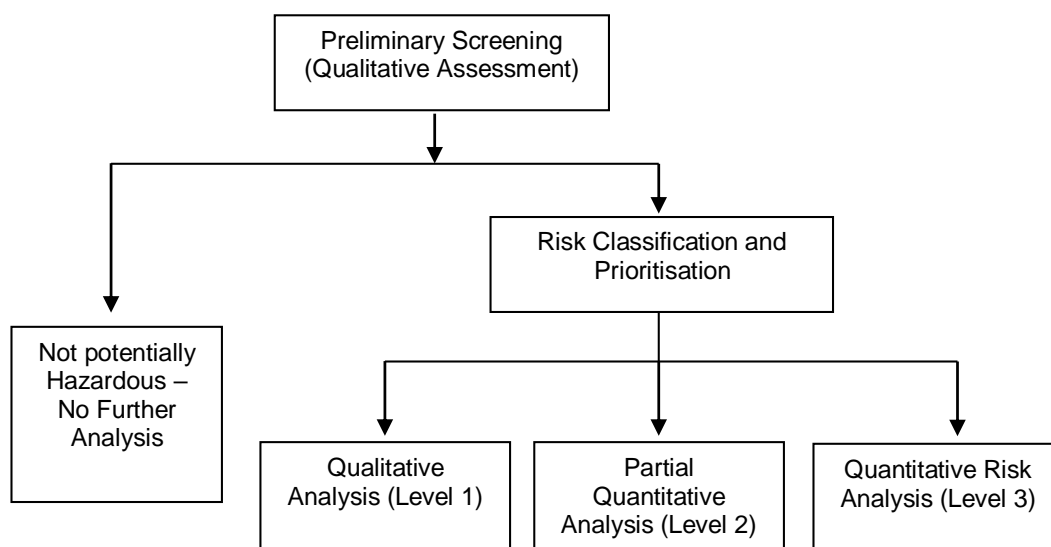 Preliminary Screening
(Qualitative Assessment)
Risk Classification and
Prioritisation
Not potentially
Hazardous –
No Further
Analysis
Qualitative
Analysis (Level 1)
Partial
Quantitative
Analysis (Level 2)
Quantitative Risk
Analysis (Level 3)